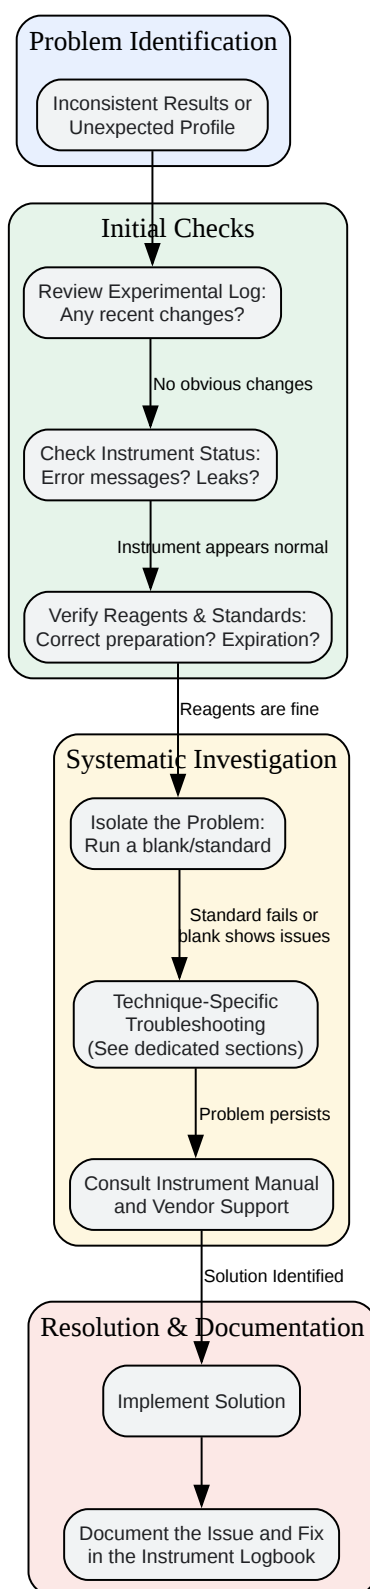 Problem Identification
Inconsistent Results or
Unexpected Profile
Initial Checks
Review Experimental Log:
Any recent changes?
No obvious changes
Check Instrument Status:
Error messages? Leaks?
Instrument appears normal
Verify Reagents & Standards:
Correct preparation? Expiration?
Reagents are fine
Systematic Investigation
Isolate the Problem:
Run a blank/standard
Standard fails or
blank shows issues
Technique-Specific
Troubleshooting
(See dedicated sections)
Problem persists
Consult Instrument Manual
and Vendor Support
Solution Identified
Resolution & Documentation
Implement Solution
Document the Issue and Fix
in the Instrument Logbook